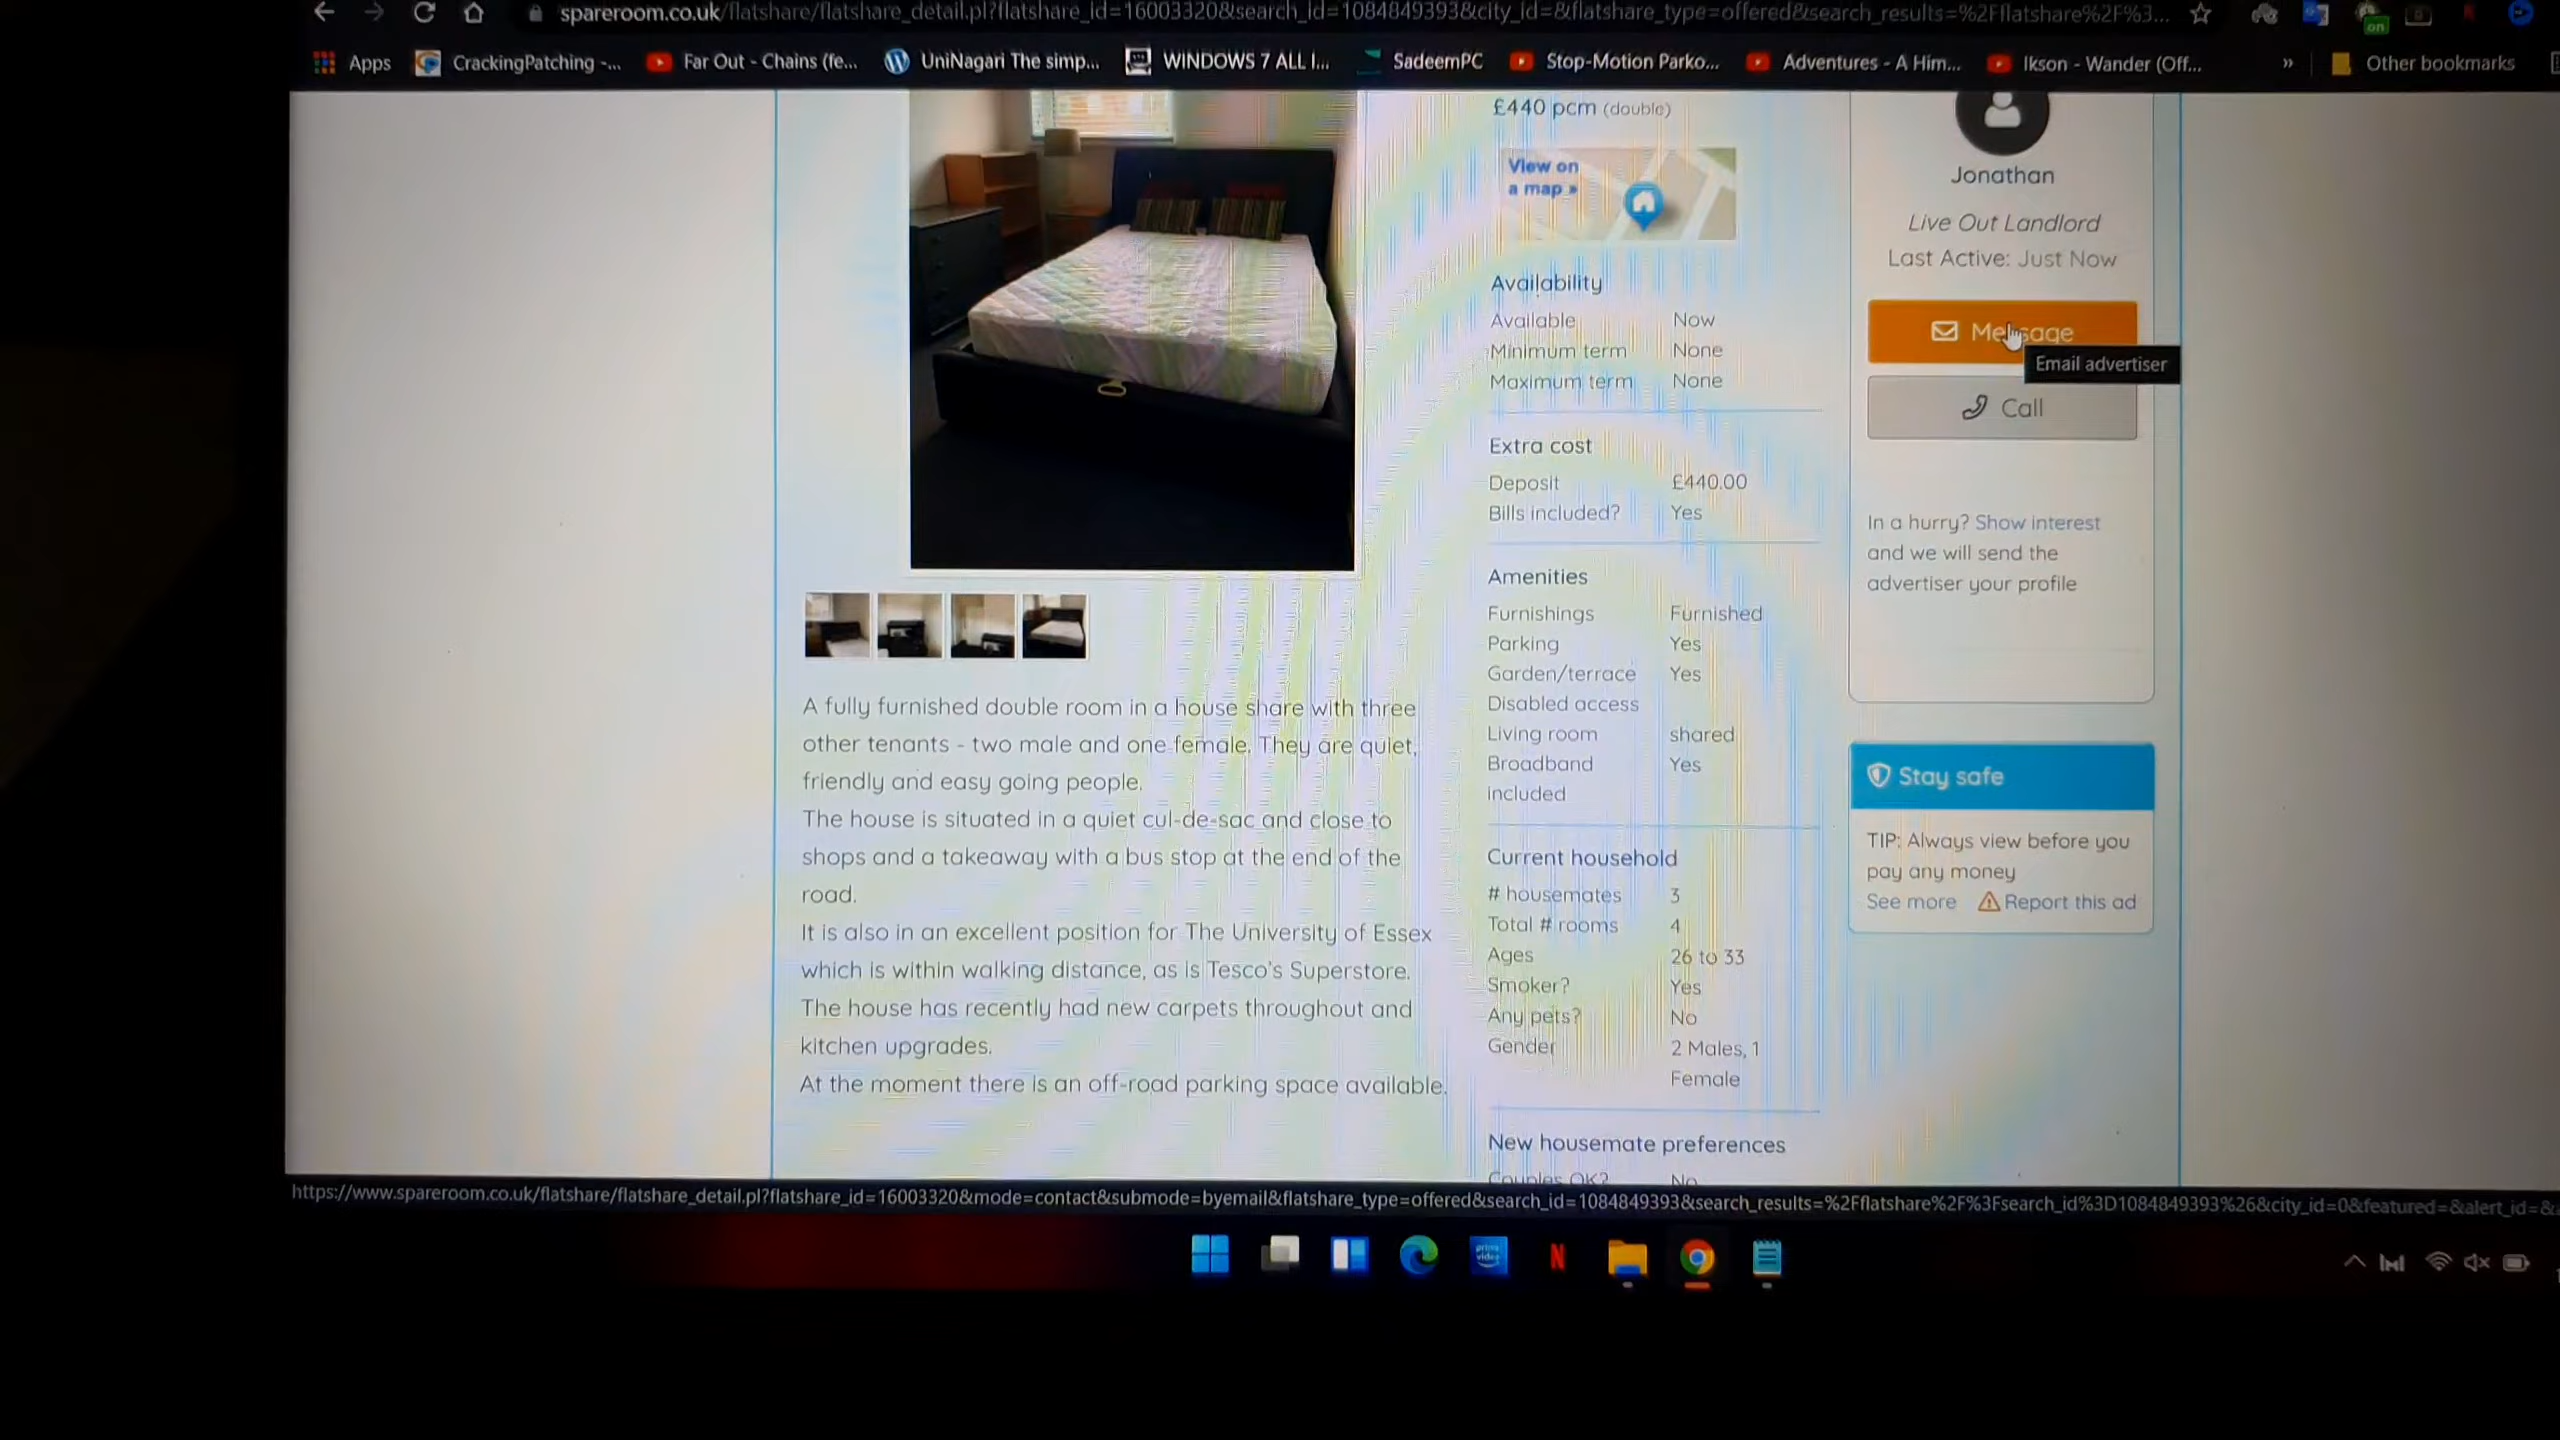 spareroom.co.uk/flatshare/flatshare_detail.pl?flatshare_id=16003320&search_id=1084849393&city_id=&flatshare_type=offered&search_results=%2Fflatshare%2F%3...
on
Apps
CrackingPatching -...
Far Out - Chains (fe...
UniNagari The simp...
WINDOWS 7 ALL I...
SadeemPC
Stop-Motion Parko...
Adventures - A Him...
Ikson - Wander (Off...
»
Other bookmarks
£440 pcm (double)
View on
a map »
Availability
Available Now
Minimum term None
Maximum term None
Extra cost
Deposit £440.00
Bills included? Yes
Amenities
Furnishings Furnished
Parking Yes
Garden/terrace Yes
Disabled access
Living room shared
Broadband Yes
included
Current household
# housemates 3
Total # rooms 4
Ages 26 to 33
Smoker? Yes
Any pets? No
Gender 2 Males, 1
Female
New housemate preferences
Couples OK? No
Jonathan
Live Out Landlord
Last Active: Just Now
Message
Email advertiser
Call
In a hurry? Show interest
and we will send the
advertiser your profile
Stay safe
TIP: Always view before you
pay any money
See more Report this ad
A fully furnished double room in a house share with three
other tenants - two male and one female. They are quiet,
friendly and easy going people.
The house is situated in a quiet cul-de-sac and close to
shops and a takeaway with a bus stop at the end of the
road.
It is also in an excellent position for The University of Essex
which is within walking distance, as is Tesco's Superstore.
The house has recently had new carpets throughout and
kitchen upgrades.
At the moment there is an off-road parking space available.
https://www.spareroom.co.uk/flatshare/flatshare_detail.pl?flatshare_id=16003320&mode=contact&submode=byemail&flatshare_type=offered&search_id=1084849393&search_results=%2Fflatshare%2F%3Fsearch_id%3D1084849393%26&city_id=0&featured=&alert_id=&
prime video
N